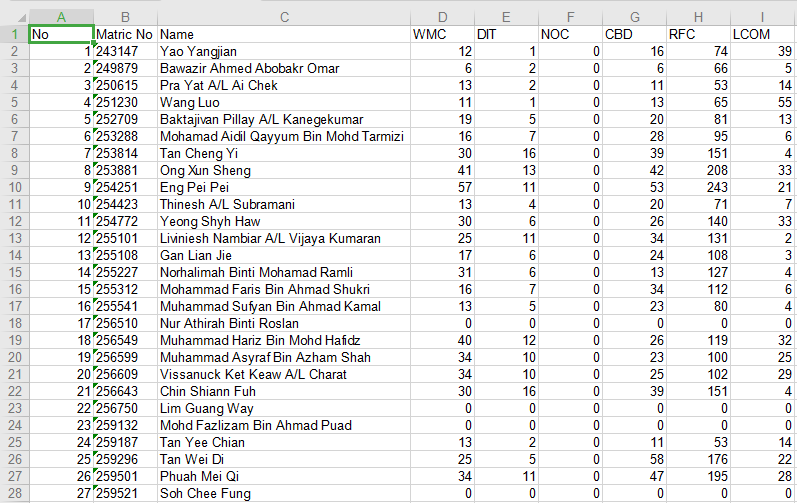 A B C D E F G H I
1 No Matric No Name WMC DIT NOC CBD RFC LCOM
2 1 243147 Yao Yangjian 12 1 0 16 74 39
3 2 249879 Bawazir Ahmed Abobakr Omar 6 2 0 6 66 5
4 3 250615 Pra Yat A/L Ai Chek 13 2 0 11 53 14
5 4 251230 Wang Luo 11 1 0 13 65 55
6 5 252709 Baktajivan Pillay A/L Kanegekumar 19 5 0 20 81 13
7 6 253288 Mohamad Aidil Qayyum Bin Mohd Tarmizi 16 7 0 28 95 6
8 7 253814 Tan Cheng Yi 30 16 0 39 151 4
9 8 253881 Ong Xun Sheng 41 13 0 42 208 33
10 9 254251 Eng Pei Pei 57 11 0 53 243 21
11 10 254423 Thinesh A/L Subramani 13 4 0 20 71 7
12 11 254772 Yeong Shyh Haw 30 6 0 26 140 33
13 12 255101 Liviniesh Nambiar A/L Vijaya Kumaran 25 11 0 34 131 2
14 13 255108 Gan Lian Jie 17 6 0 24 108 3
15 14 255227 Norhalimah Binti Mohamad Ramli 31 6 0 13 127 4
16 15 255312 Mohammad Faris Bin Ahmad Shukri 16 7 0 34 112 6
17 16 255541 Muhammad Sufyan Bin Ahmad Kamal 13 5 0 23 80 4
18 17 256510 Nur Athirah Binti Roslan 0 0 0 0 0 0
19 18 256549 Muhammad Hariz Bin Mohd Hafidz 40 12 0 26 119 32
20 19 256599 Muhammad Asyraf Bin Azham Shah 34 10 0 23 100 25
21 20 256609 Vissanuck Ket Keaw A/L Charat 34 10 0 25 102 29
22 21 256643 Chin Shiann Fuh 30 16 0 39 151 4
23 22 256750 Lim Guang Way 0 0 0 0 0 0
24 23 259132 Mohd Fazlizam Bin Ahmad Puad 0 0 0 0 0 0
25 24 259187 Tan Yee Chian 13 2 0 11 53 14
26 25 259296 Tan Wei Di 25 5 0 58 176 22
27 26 259501 Phuah Mei Qi 34 11 0 47 195 28
28 27 259521 Soh Chee Fung 0 0 0 0 0 0